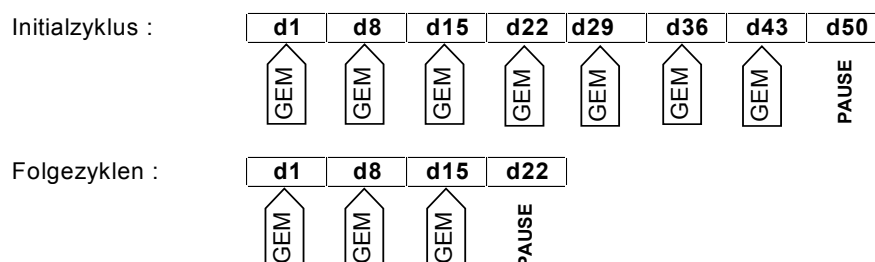 Initialzyklus : d1 d8 d15 d22 d29 d36 d43 d50
GEM GEM GEM GEM GEM GEM GEM PAUSE
Folgezyklen : d1 d8 d15 d22
GEM GEM GEM PAUSE